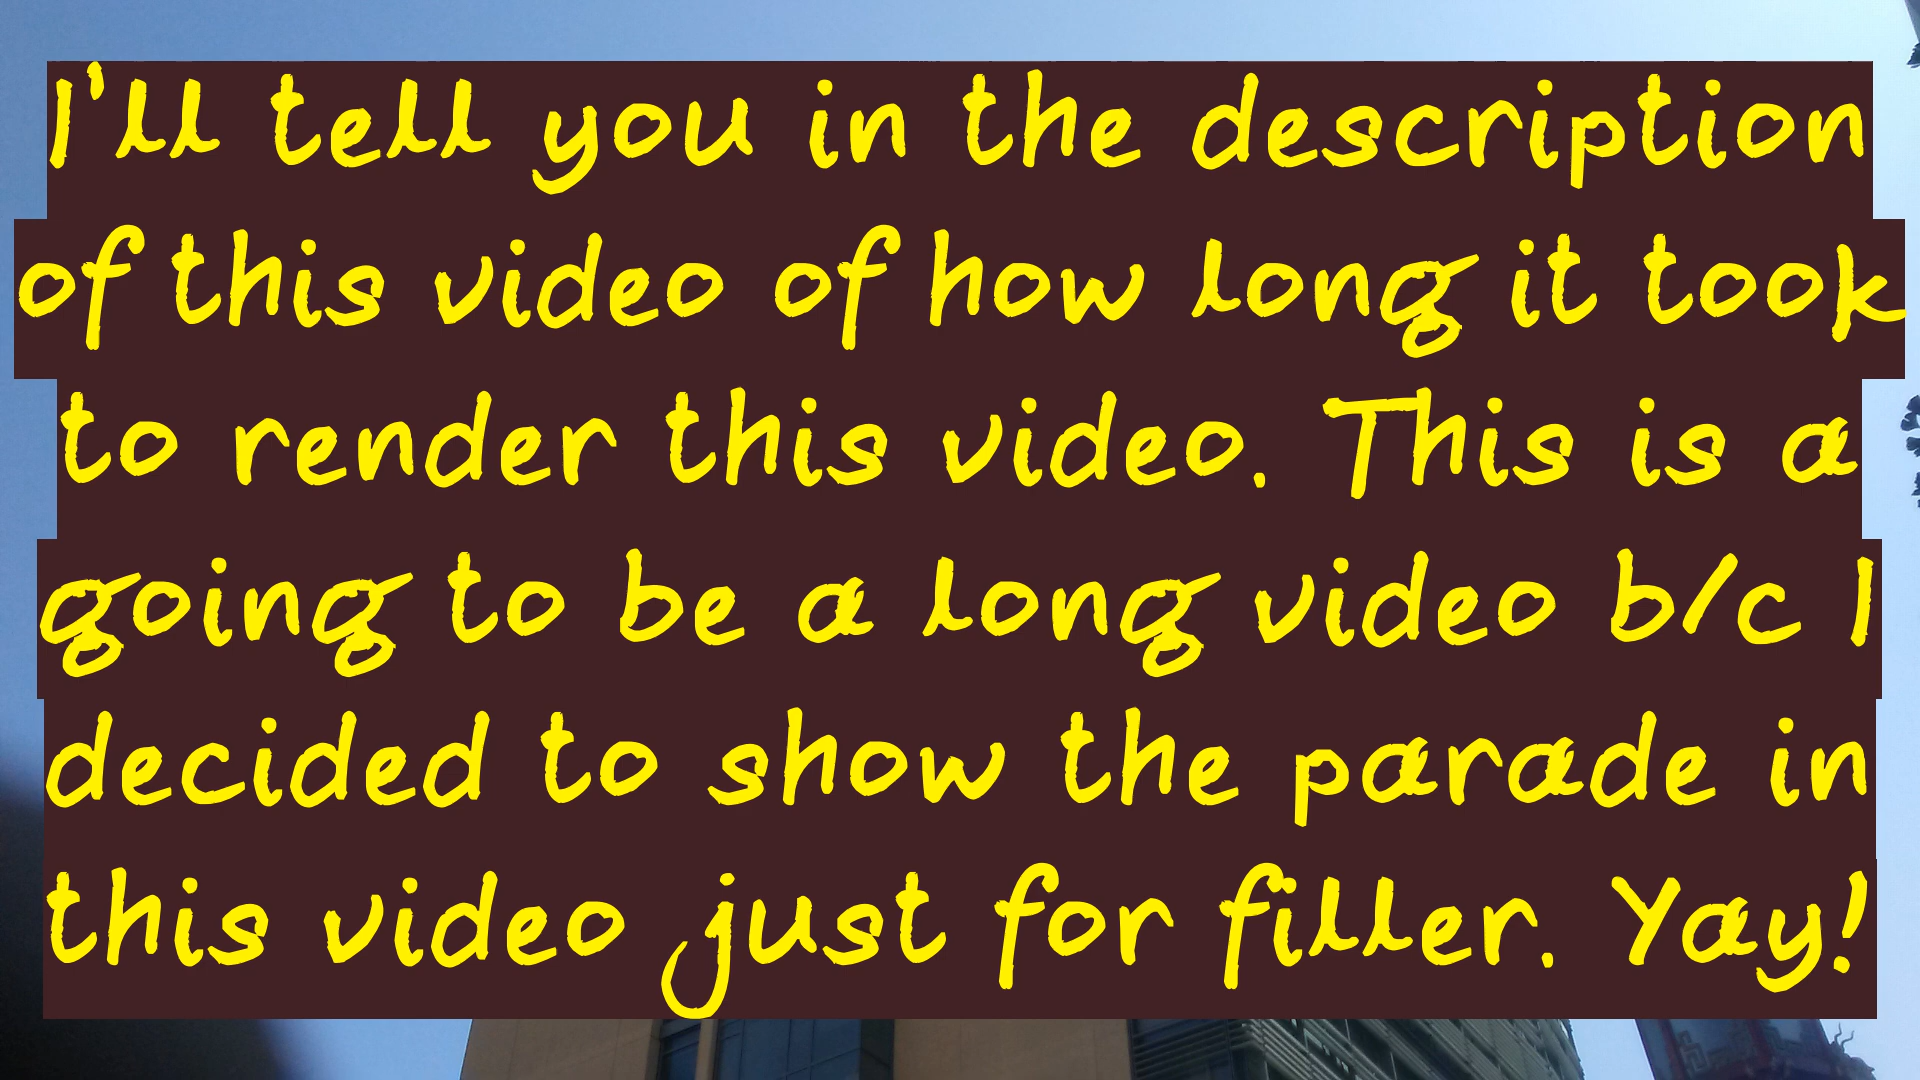 I'll tell you in the description
of this video of how long it took
to render this video. This is a
going to be a long video b/c I
decided to show the parade in
this video just for filler. Yay!